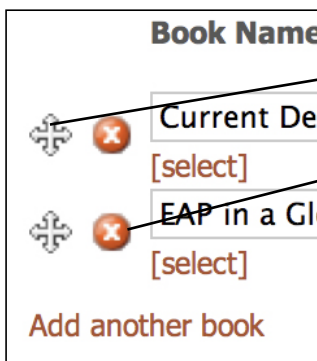 Book Name
Current De
[select]
EAP in a Gl
[select]
Add another book